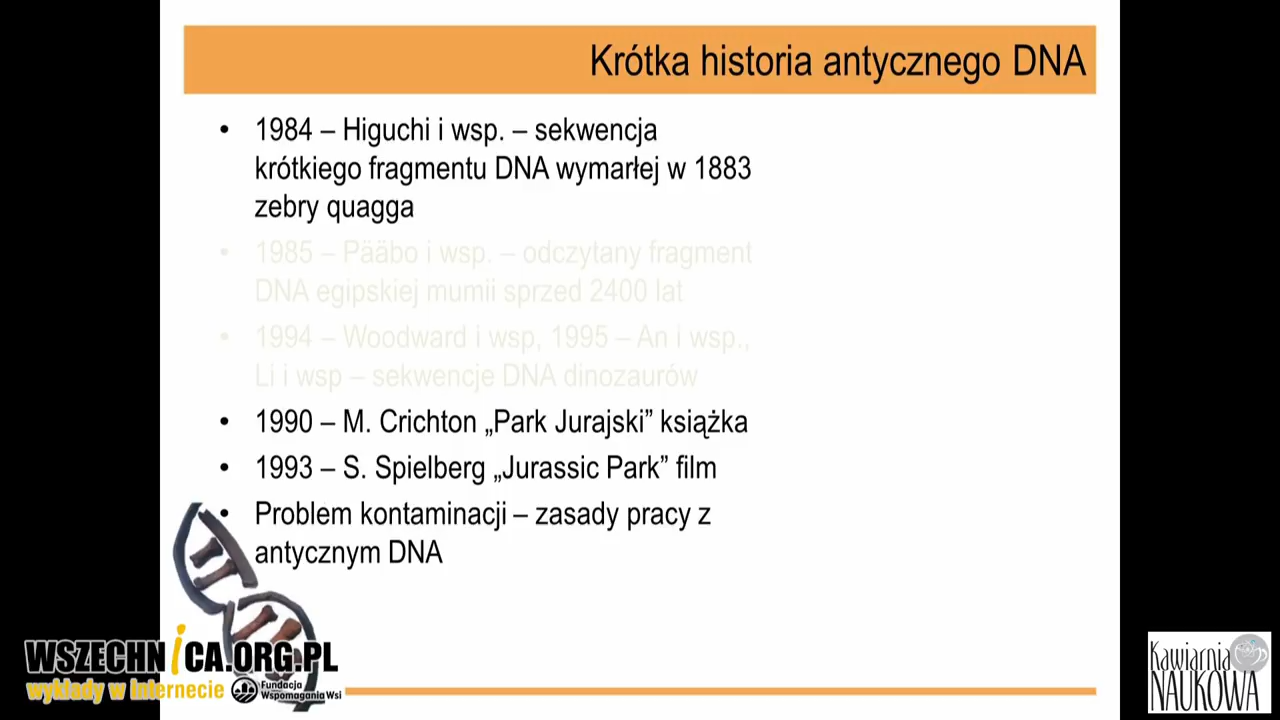 Krótka historia antycznego DNA
• 1984 – Higuchi i wsp. – sekwencja
krótkiego fragmentu DNA wymarłej w 1883
zebry quagga
• 1985 – Pääbo i wsp. – odczytany fragment
DNA egipskiej mumii sprzed 2400 lat
• 1994 – Woodward i wsp, 1995 – An i wsp.,
Li i wsp – sekwencje DNA dinozaurów
• 1990 – M. Crichton „Park Jurajski” książka
• 1993 – S. Spielberg „Jurassic Park” film
• Problem kontaminacji – zasady pracy z
antycznym DNA
WSZECHNiCA.ORG.PL
wykłady w Internecie
Fundacja
Wspomagania Wsi
Kawiarnia
NAUKOWA